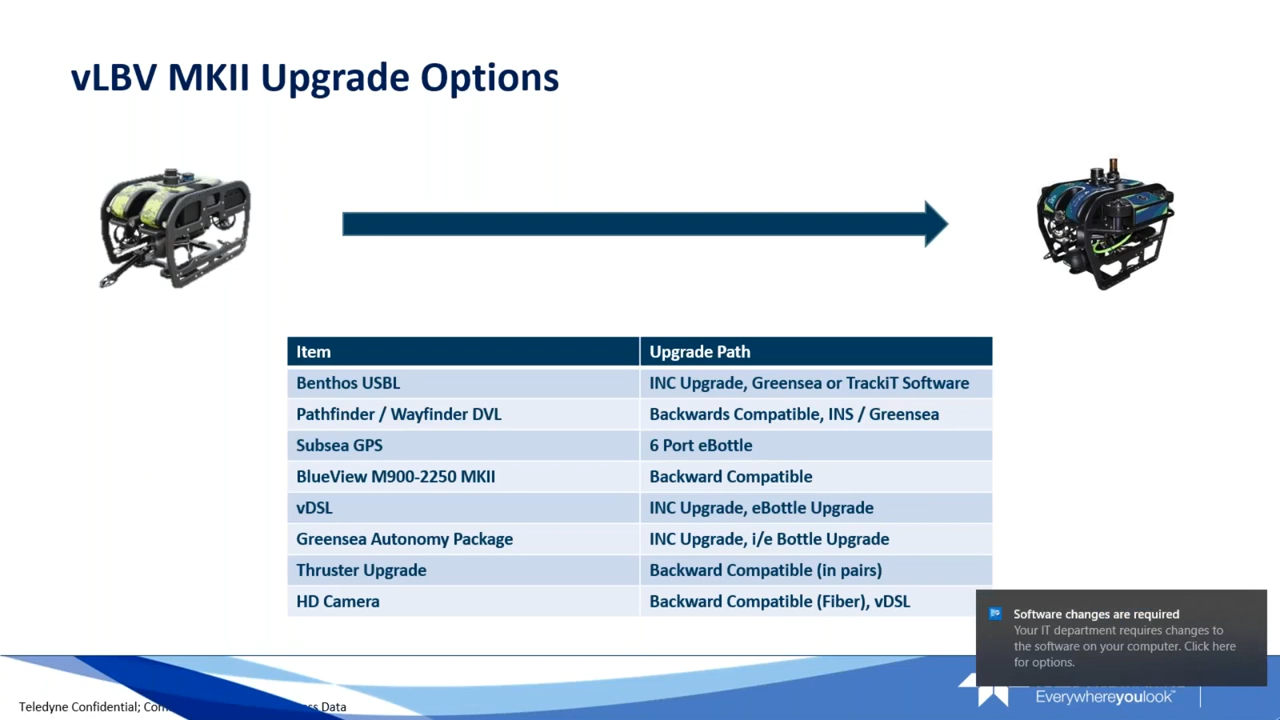 vLBV MKII Upgrade Options
Item Upgrade Path
Benthos USBL INC Upgrade, Greensea or TrackiT Software
Pathfinder / Wayfinder DVL Backwards Compatible, INS / Greensea
Subsea GPS 6 Port eBottle
BlueView M900-2250 MKII Backward Compatible
vDSL INC Upgrade, eBottle Upgrade
Greensea Autonomy Package INC Upgrade, i/e Bottle Upgrade
Thruster Upgrade Backward Compatible (in pairs)
HD Camera Backward Compatible (Fiber), vDSL
Software changes are required
Your IT department requires changes to
the software on your computer. Click here
for options.
Everywhereyoulook™
Teledyne Confidential; Data